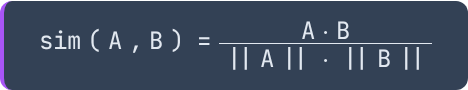 sim(A,B) = A·B / ||A|| · ||B||